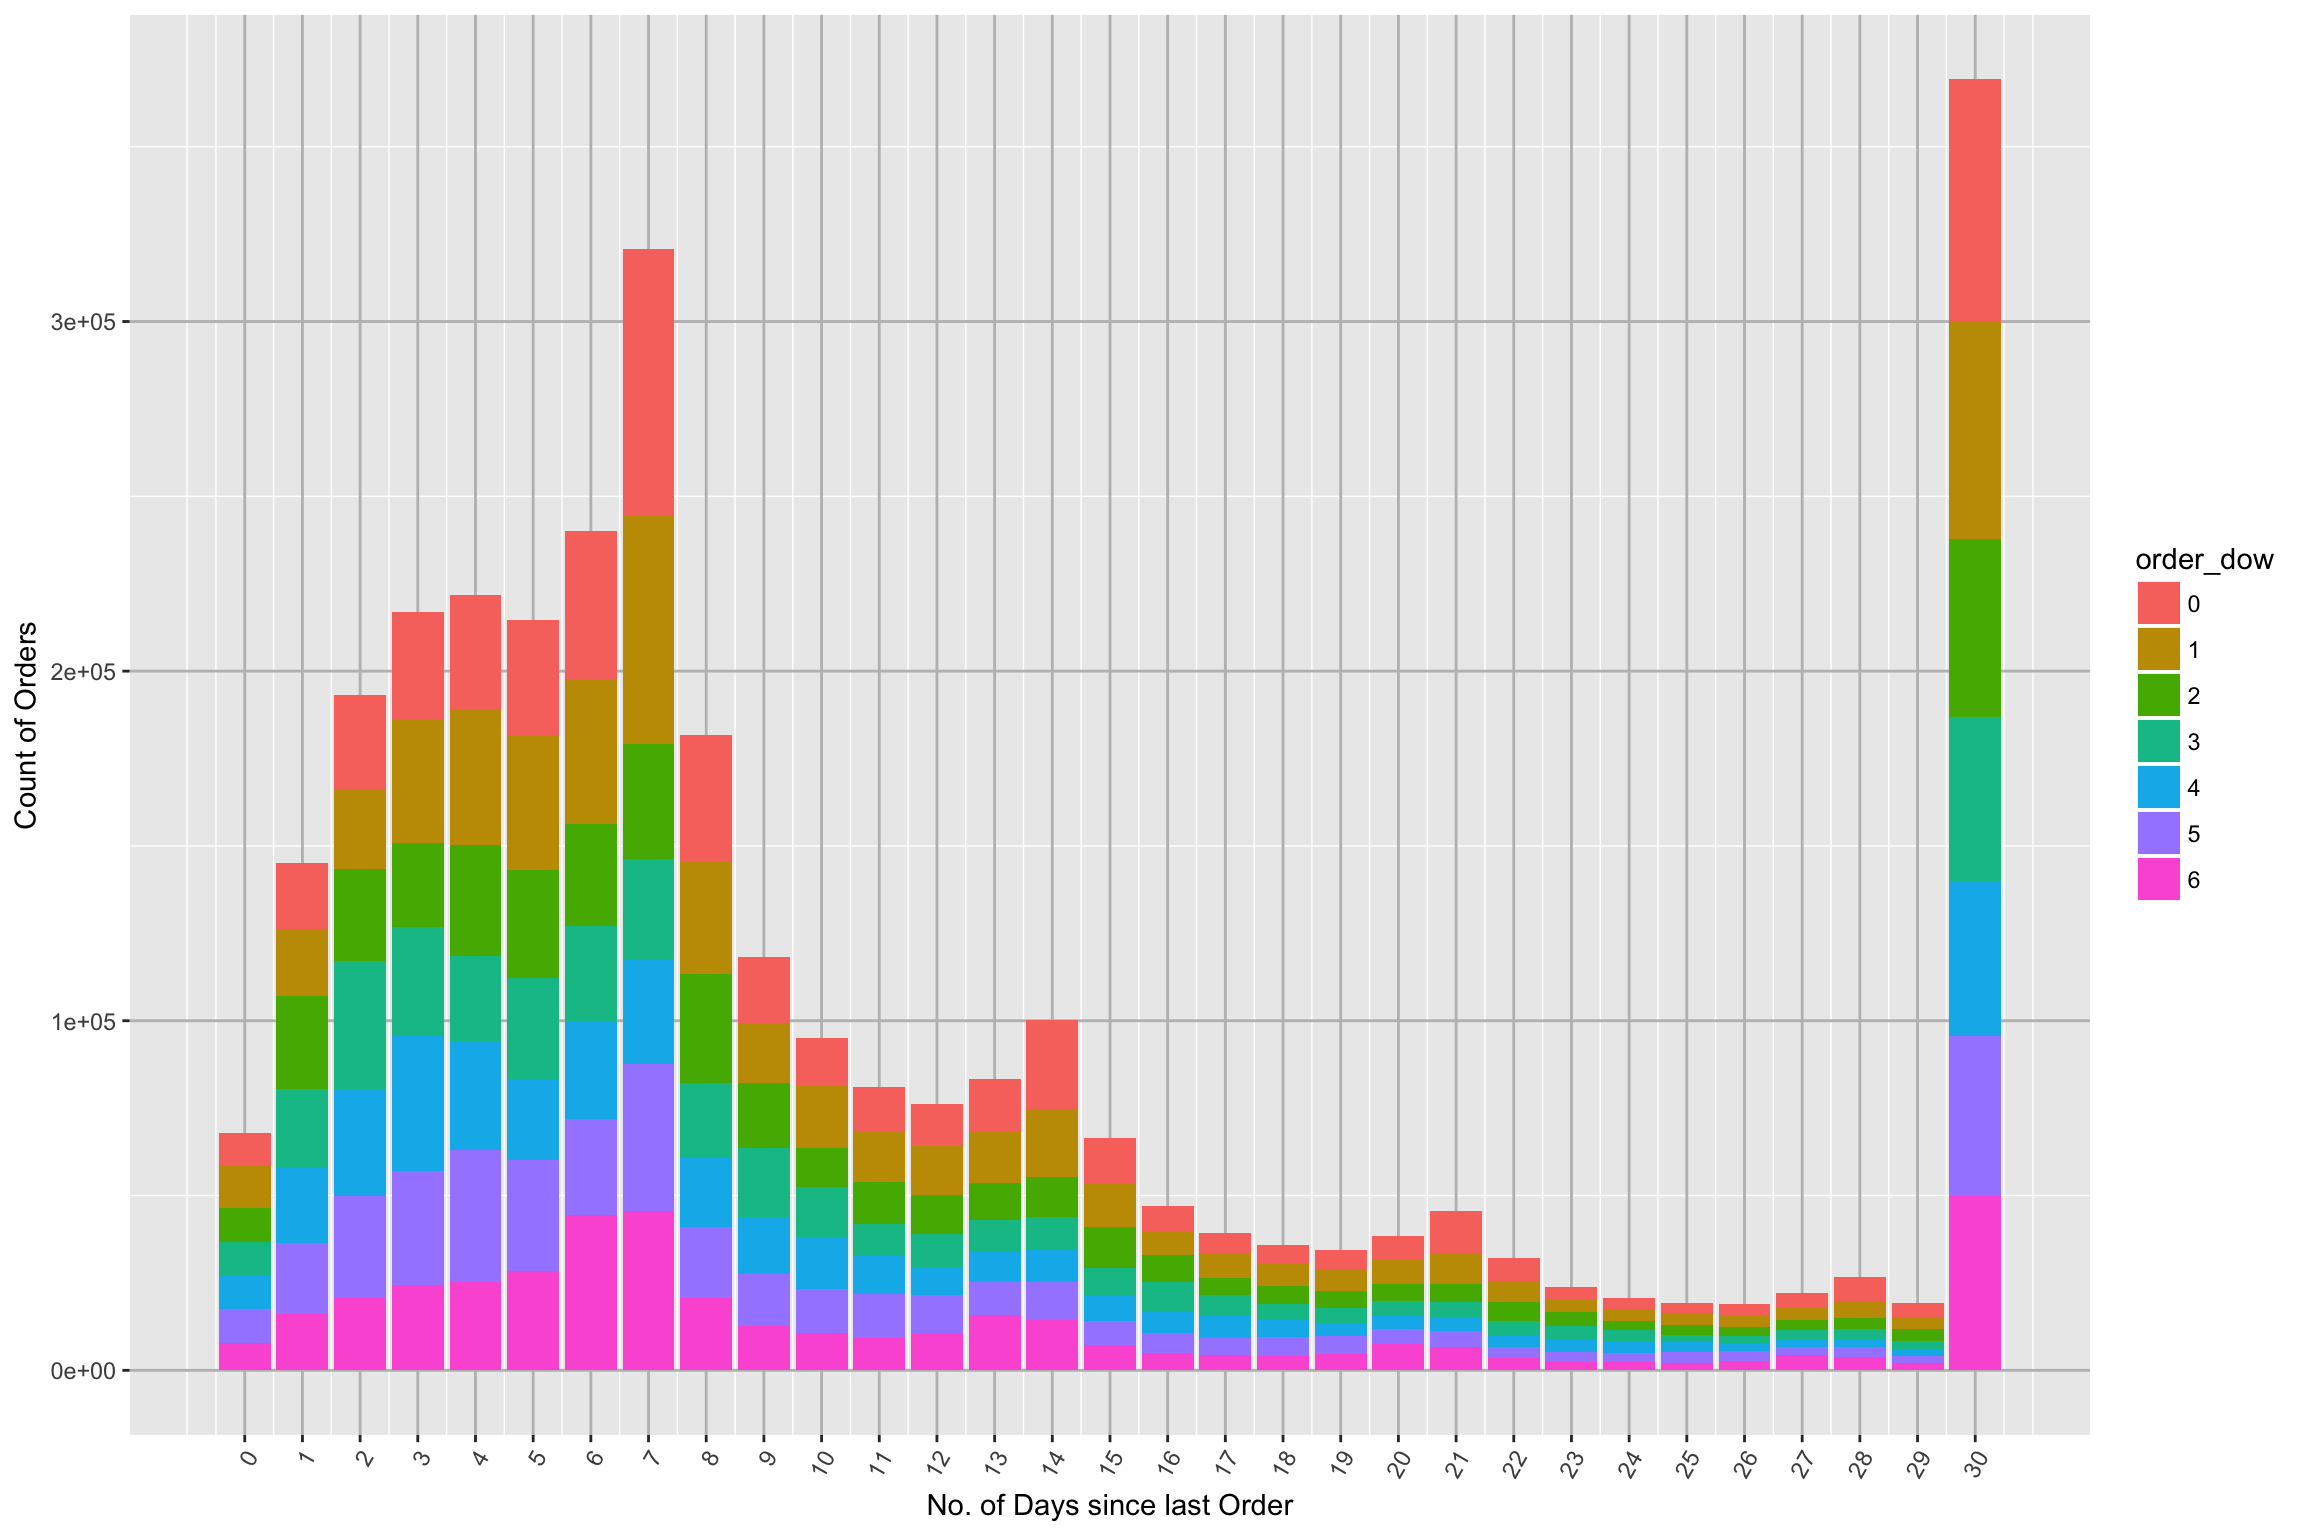 Count of Orders
3e+05
2e+05
1e+05
0e+00
0 1 2 3 4 5 6 7 8 9 10 11 12 13 14 15 16 17 18 19 20 21 22 23 24 25 26 27 28 29 30
No. of Days since last Order
order_dow
0
1
2
3
4
5
6